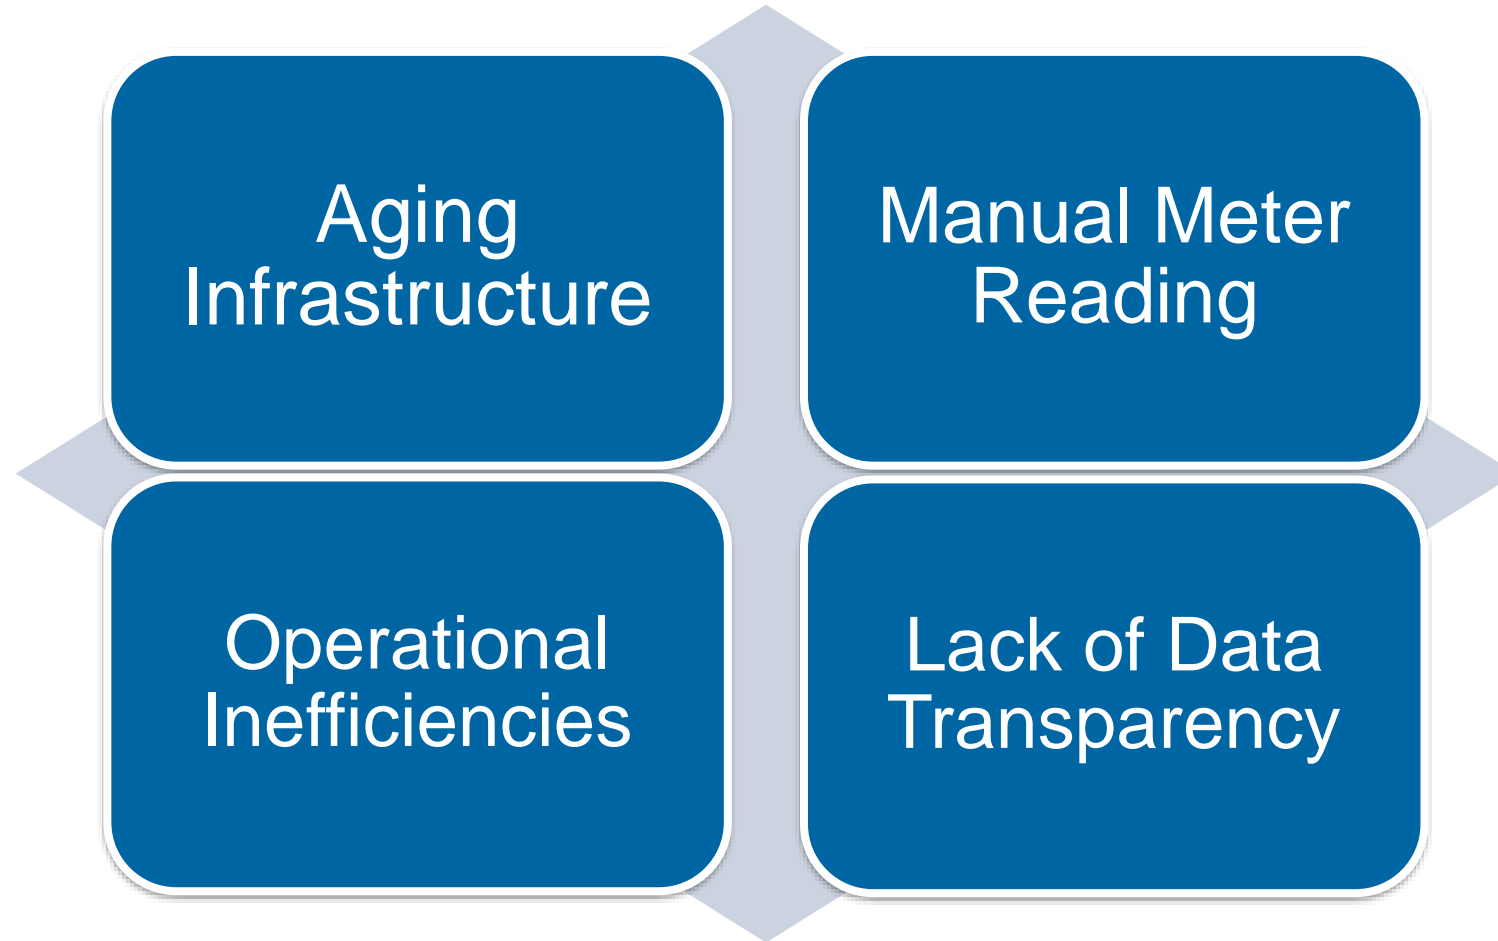 Aging
Infrastructure
Manual Meter
Reading
Operational
Inefficiencies
Lack of Data
Transparency